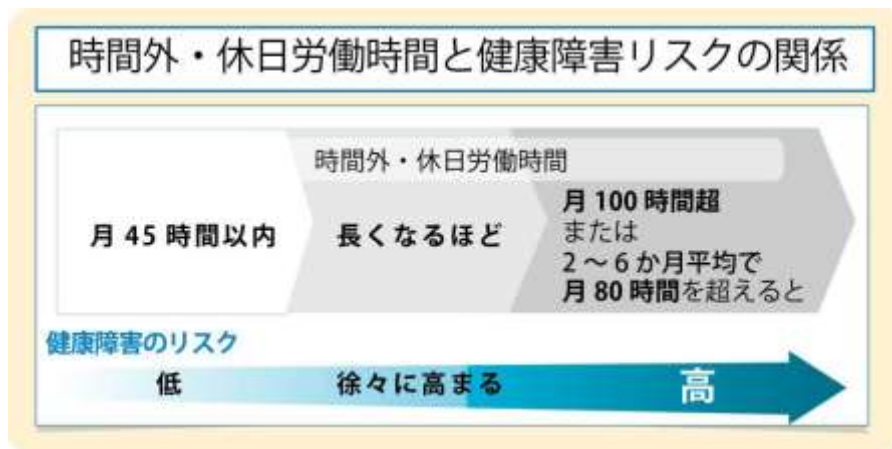 時間外・休日労働時間と健康障害リスクの関係
時間外・休日労働時間
月 45 時間以内
長くなるほど
月 100 時間超
または
2 ～ 6 か月平均で
月 80 時間を超えると
健康障害のリスク
低
徐々に高まる
高